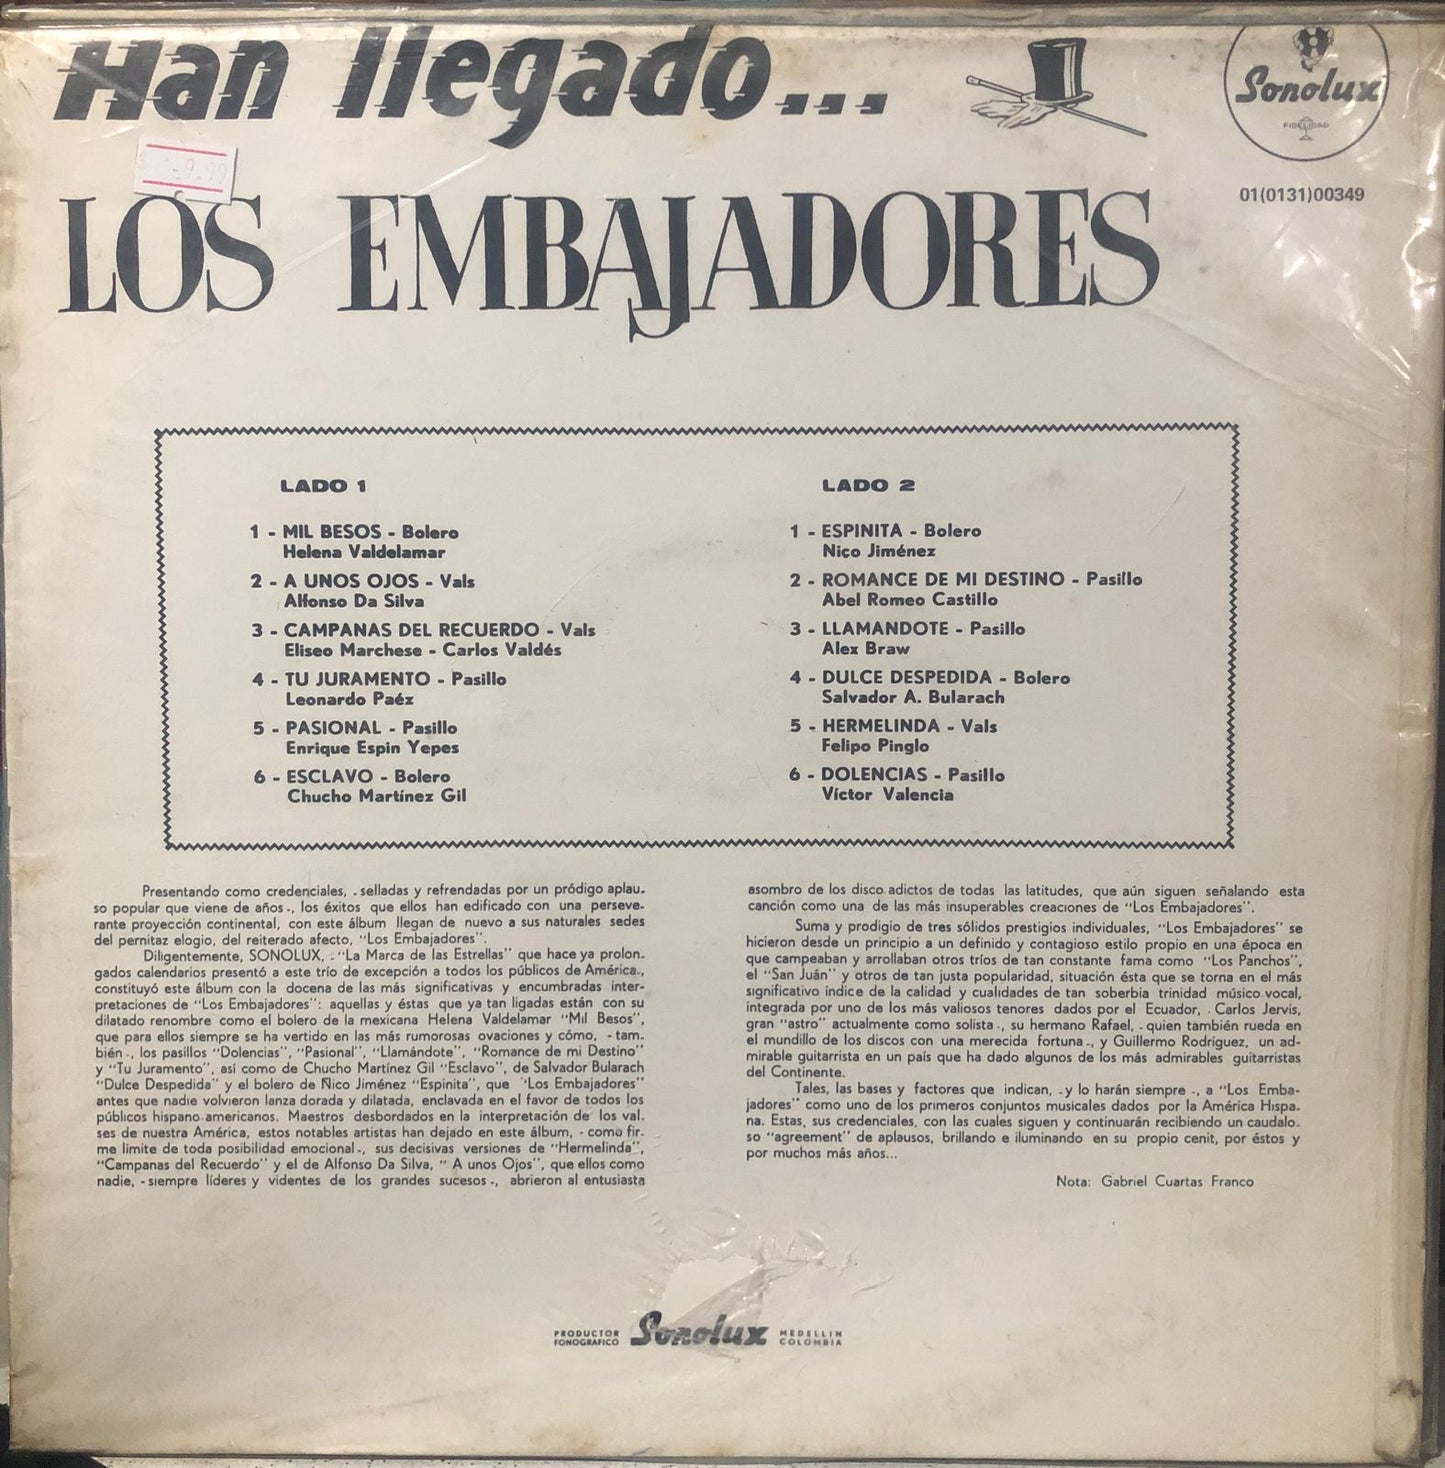 Han llegado...
Sonolux
FIDELIDAD
01(0131)00349
LOS EMBAJADORES
LADO 1
1 - MIL BESOS - Bolero
Helena Valdelamar
2 - A UNOS OJOS - Vals
Alfonso Da Silva
3 - CAMPANAS DEL RECUERDO - Vals
Eliseo Marchese - Carlos Valdés
4 - TU JURAMENTO - Pasillo
Leonardo Paéz
5 - PASIONAL - Pasillo
Enrique Espin Yepes
6 - ESCLAVO - Bolero
Chucho Martínez Gil
LADO 2
1 - ESPINITA - Bolero
Nico Jiménez
2 - ROMANCE DE MI DESTINO - Pasillo
Abel Romeo Castillo
3 - LLAMANDOTE - Pasillo
Alex Braw
4 - DULCE DESPEDIDA - Bolero
Salvador A. Bularach
5 - HERMELINDA - Vals
Felipo Pinglo
6 - DOLENCIAS - Pasillo
Víctor Valencia
Presentando como credenciales, -selladas y refrendadas por un pródigo aplau-
so popular que viene de años-, los éxitos que ellos han edificado con una perseve-
rante proyección continental, con este álbum llegan de nuevo a sus naturales sedes
del pernitaz elogio, del reiterado afecto, "Los Embajadores".
Diligentemente, SONOLUX, -"La Marca de las Estrellas" que hace ya prolon-
gados calendarios presentó a este trío de excepción a todos los públicos de América-,
constituyó este álbum con la docena de las más significativas y encumbradas inter-
pretaciones de "Los Embajadores": aquellas y éstas que ya tan ligadas están con su
dilatado renombre como el bolero de la mexicana Helena Valdelamar "Mil Besos",
que para ellos siempre se ha vertido en las más rumorosas ovaciones y cómo, -tam-
bién-, los pasillos "Dolencias", "Pasional", "Llamándote", "Romance de mi Destino"
y "Tu Juramento", así como de Chucho Martínez Gil "Esclavo", de Salvador Bularach
"Dulce Despedida" y el bolero de Nico Jiménez "Espinita", que "Los Embajadores"
antes que nadie volvieron lanza dorada y dilatada, enclavada en el favor de todos los
públicos hispano-americanos. Maestros desbordados en la interpretación de los val-
ses de nuestra América, estos notables artistas han dejado en este álbum, -como fir-
me límite de toda posibilidad emocional-, sus decisivas versiones de "Hermelinda",
"Campanas del Recuerdo" y el de Alfonso Da Silva, " A unos Ojos", que ellos como
nadie, -siempre líderes y videntes de los grandes sucesos-, abrieron al entusiasta
asombro de los disco-adictos de todas las latitudes, que aún siguen señalando esta
canción como una de las más insuperables creaciones de "Los Embajadores".
Suma y prodigio de tres sólidos prestigios individuales, "Los Embajadores" se
hicieron desde un principio a un definido y contagioso estilo propio en una época en
que campeaban y arrollaban otros tríos de tan constante fama como "Los Panchos",
el "San Juán" y otros de tan justa popularidad, situación ésta que se torna en el más
significativo índice de la calidad y cualidades de tan soberbia trinidad músico-vocal,
integrada por uno de los más valiosos tenores dados por el Ecuador, -Carlos Jervis,
gran "astro" actualmente como solista-, su hermano Rafael, -quien también rueda en
el mundillo de los discos con una merecida fortuna-, y Guillermo Rodríguez, un ad-
mirable guitarrista en un país que ha dado algunos de los más admirables guitarristas
del Continente.
Tales, las bases y factores que indican, -y lo harán siempre-, a "Los Emba-
jadores" como uno de los primeros conjuntos musicales dados por la América Hispa-
na. Estas, sus credenciales, con las cuales siguen y continuarán recibiendo un caudalo-
so "agreement" de aplausos, brillando e iluminando en su propio cenit, por éstos y
por muchos más años...
Nota: Gabriel Cuartas Franco
PRODUCTOR
FONOGRAFICO
Sonolux
MEDELLIN
COLOMBIA